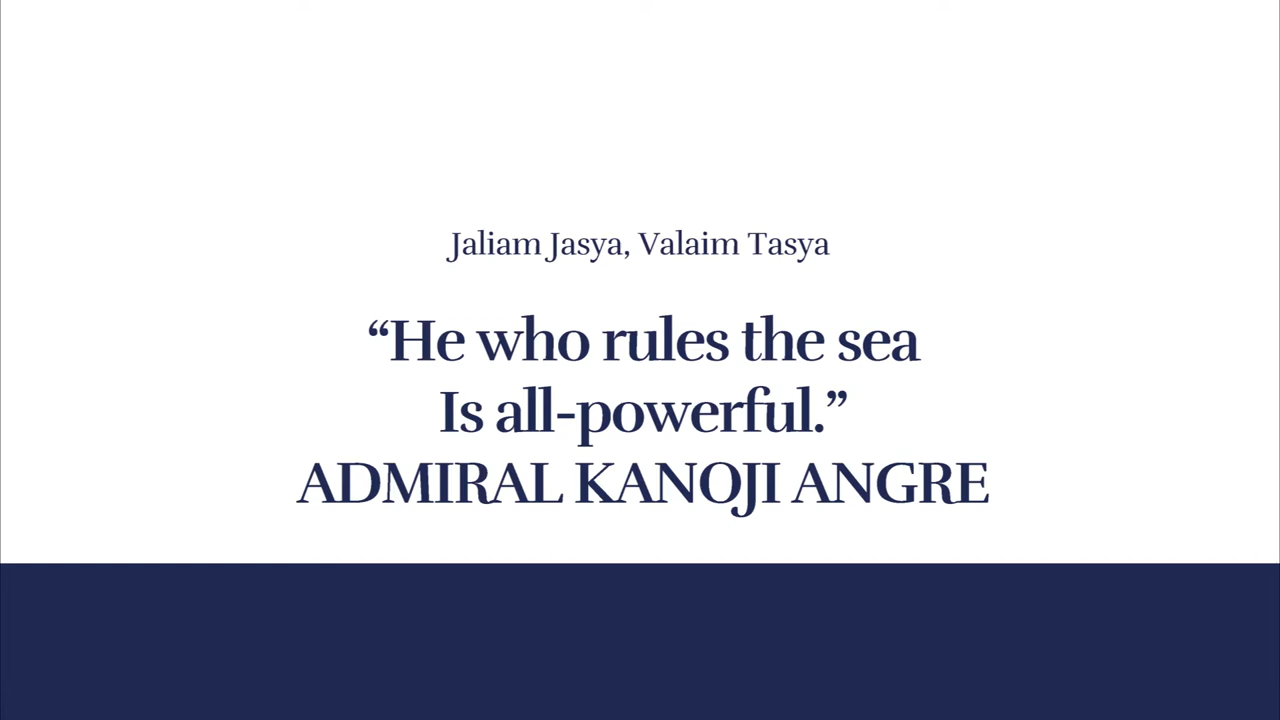 Jaliam Jasya, Valaim Tasya
“He who rules the sea
Is all-powerful.”
ADMIRAL KANOJI ANGRE